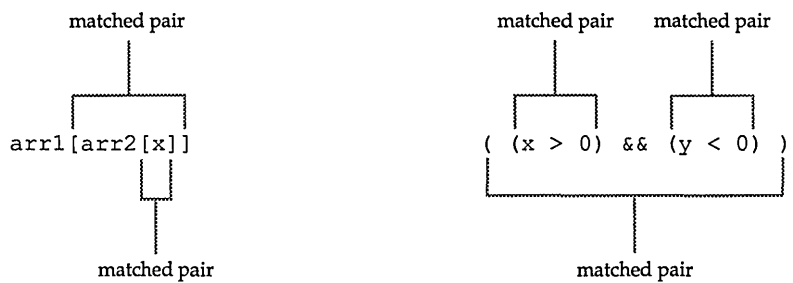 matched pair
matched pair
matched pair
arr1[arr2[x]]
( (x > 0) && (y < 0) )
matched pair
matched pair